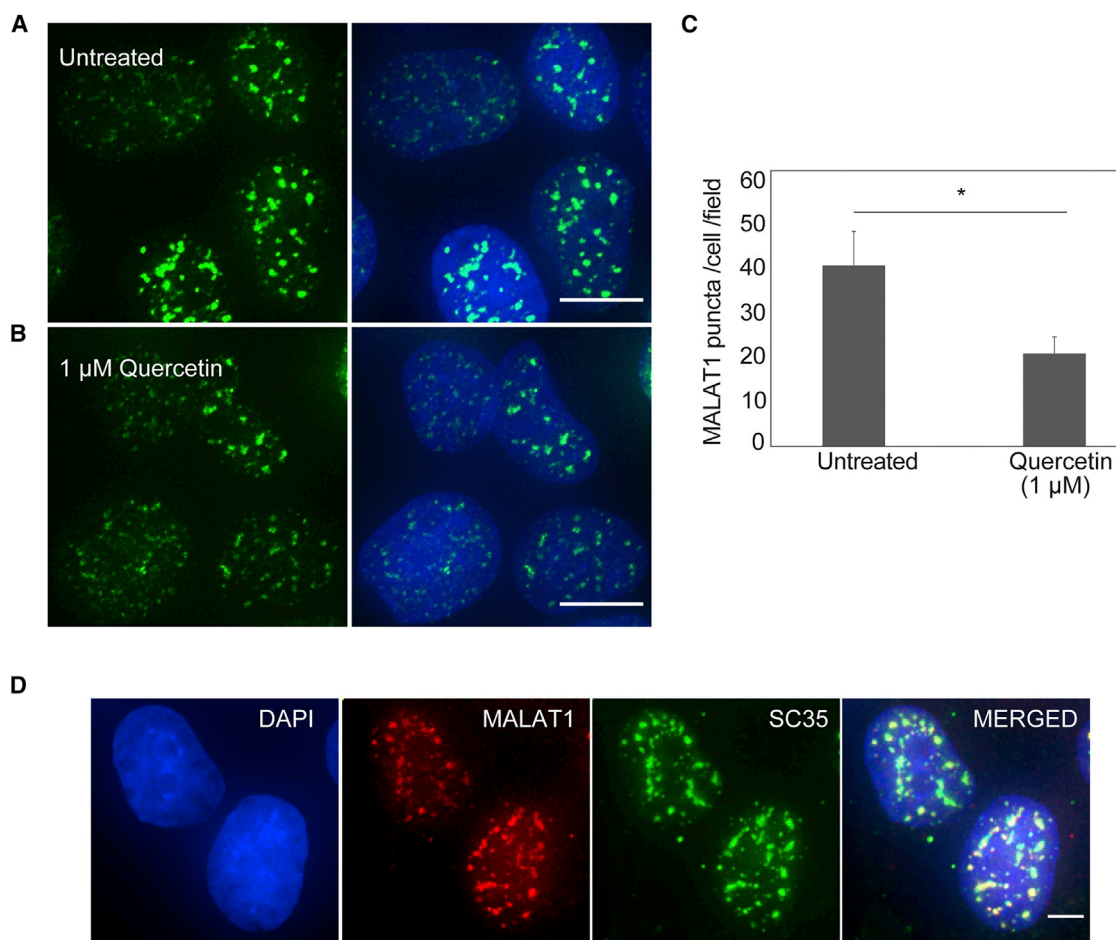 A
Untreated
B
1 µM Quercetin
C
MALAT1 puncta /cell /field
60
50
40
30
20
10
0
*
Untreated
Quercetin
(1 µM)
D
DAPI
MALAT1
SC35
MERGED